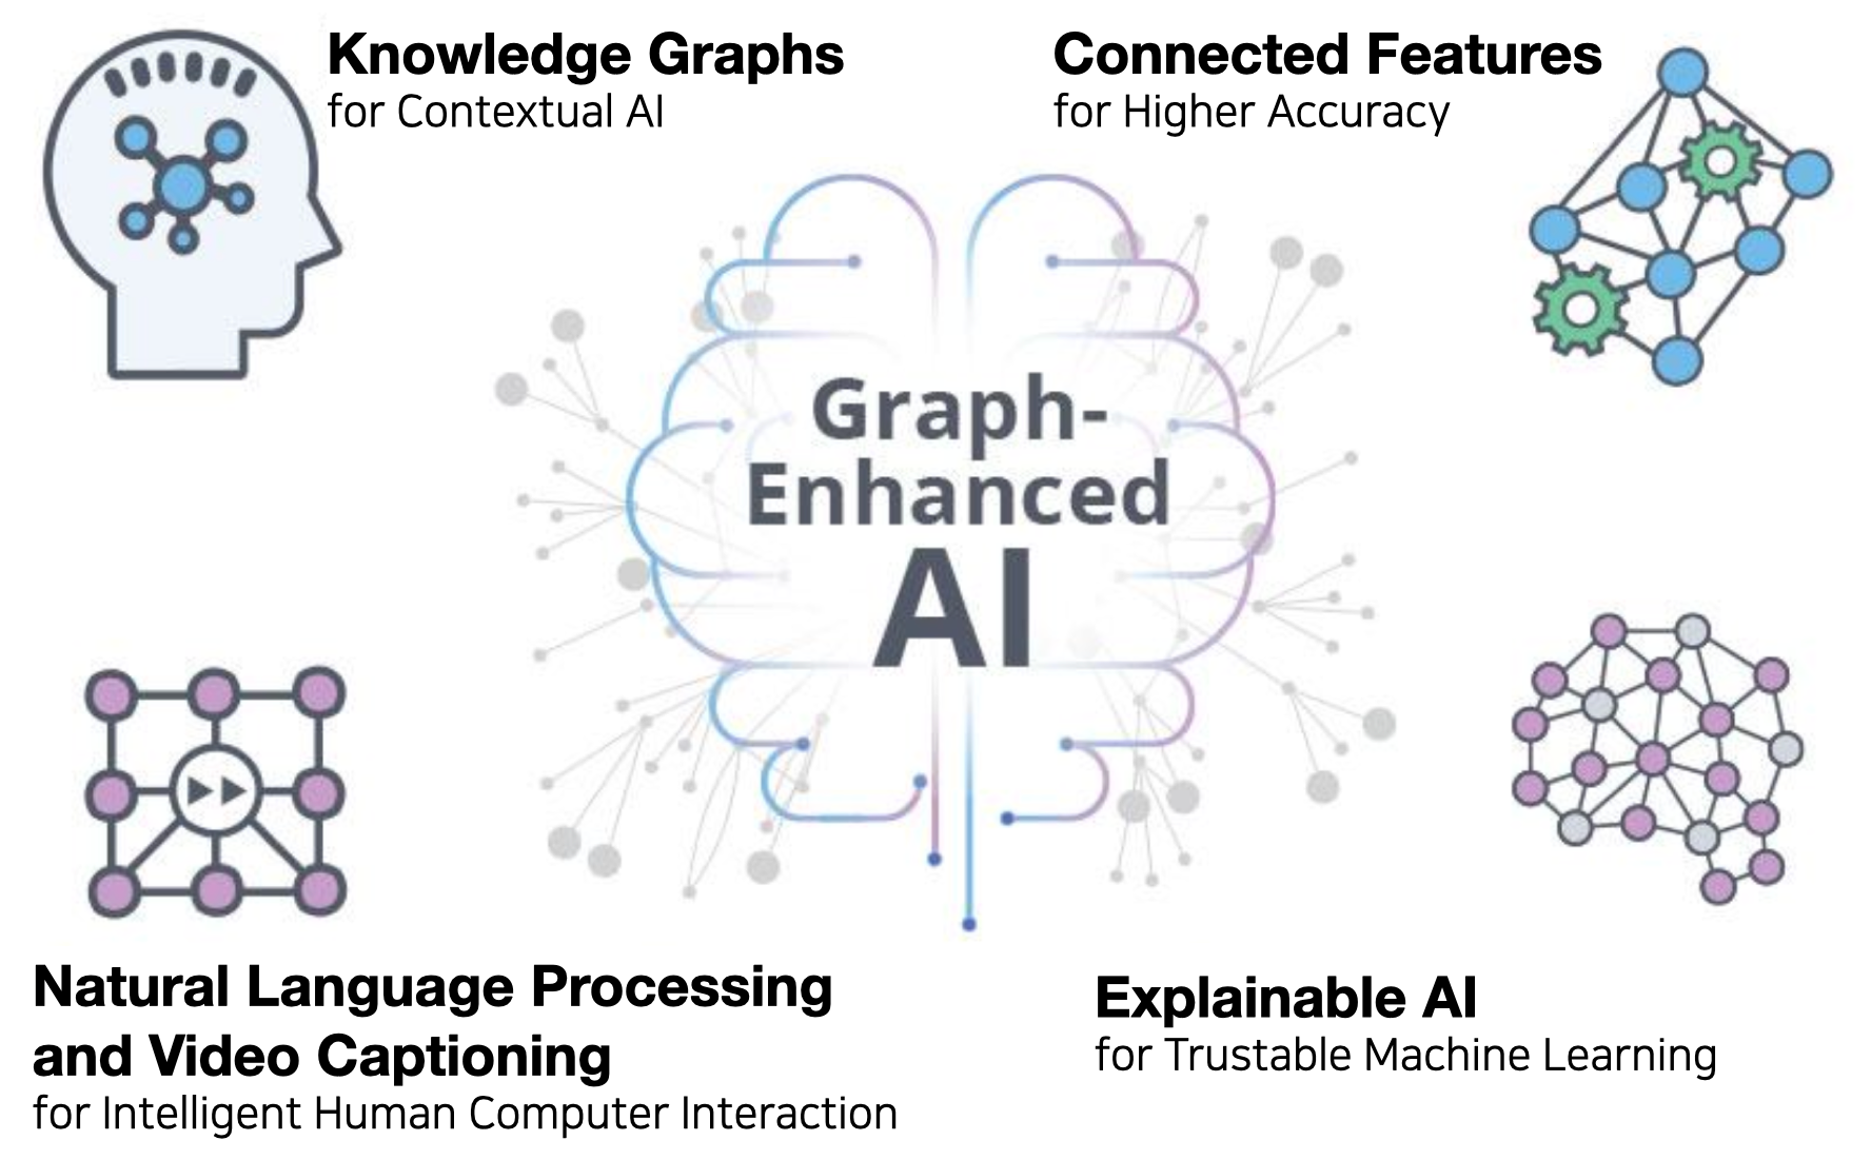 Knowledge Graphs
for Contextual AI
Connected Features
for Higher Accuracy
Graph-
Enhanced
AI
Natural Language Processing
and Video Captioning
for Intelligent Human Computer Interaction
Explainable AI
for Trustable Machine Learning